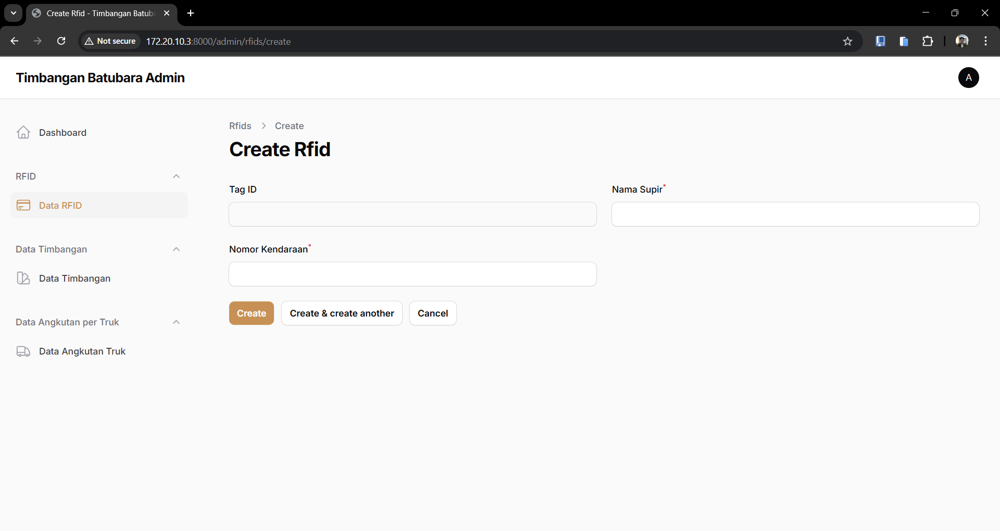 Create Rfid - Timbangan Batub
Not secure
172.20.10.3:8000/admin/rfids/create
Timbangan Batubara Admin
A
Dashboard
RFID
Data RFID
Data Timbangan
Data Timbangan
Data Angkutan per Truk
Data Angkutan Truk
Rfids > Create
Create Rfid
Tag ID
Nama Supir*
Nomor Kendaraan*
Create
Create & create another
Cancel